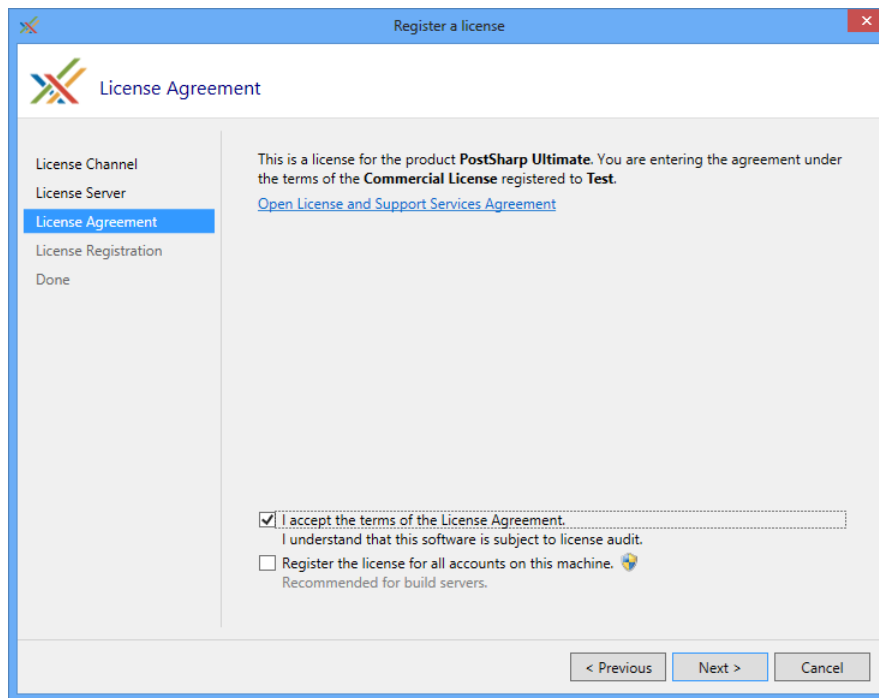 Register a license
License Agreement
License Channel
License Server
License Agreement
License Registration
Done
This is a license for the product PostSharp Ultimate. You are entering the agreement under
the terms of the Commercial License registered to Test.
Open License and Support Services Agreement
I accept the terms of the License Agreement.
I understand that this software is subject to license audit.
Register the license for all accounts on this machine.
Recommended for build servers.
< Previous
Next >
Cancel